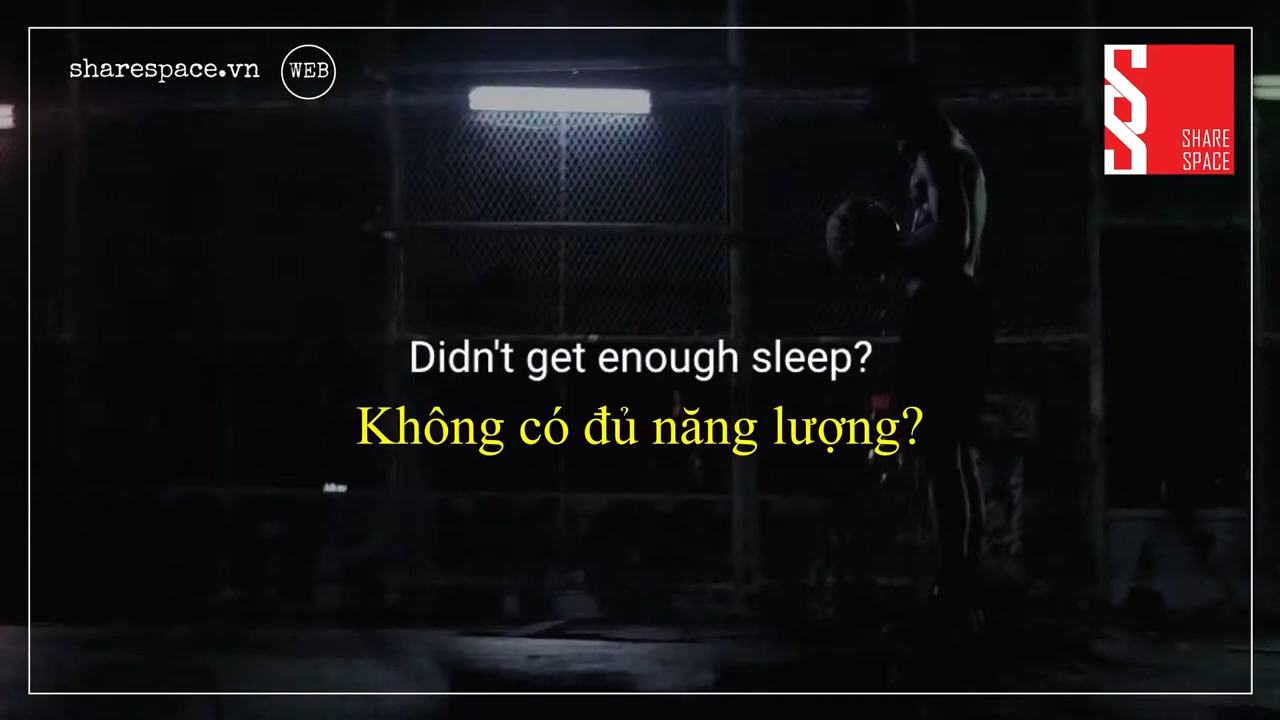 sharespace.vn WEB
SHARE
SPACE
Didn't get enough sleep?
Không có đủ năng lượng?